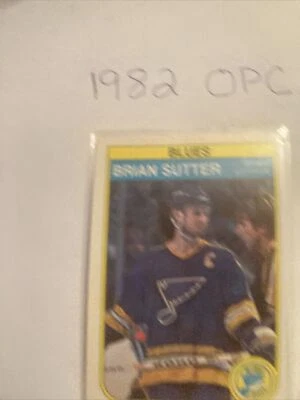 1982 OPC
BLUES
BRIAN SUTTER
C